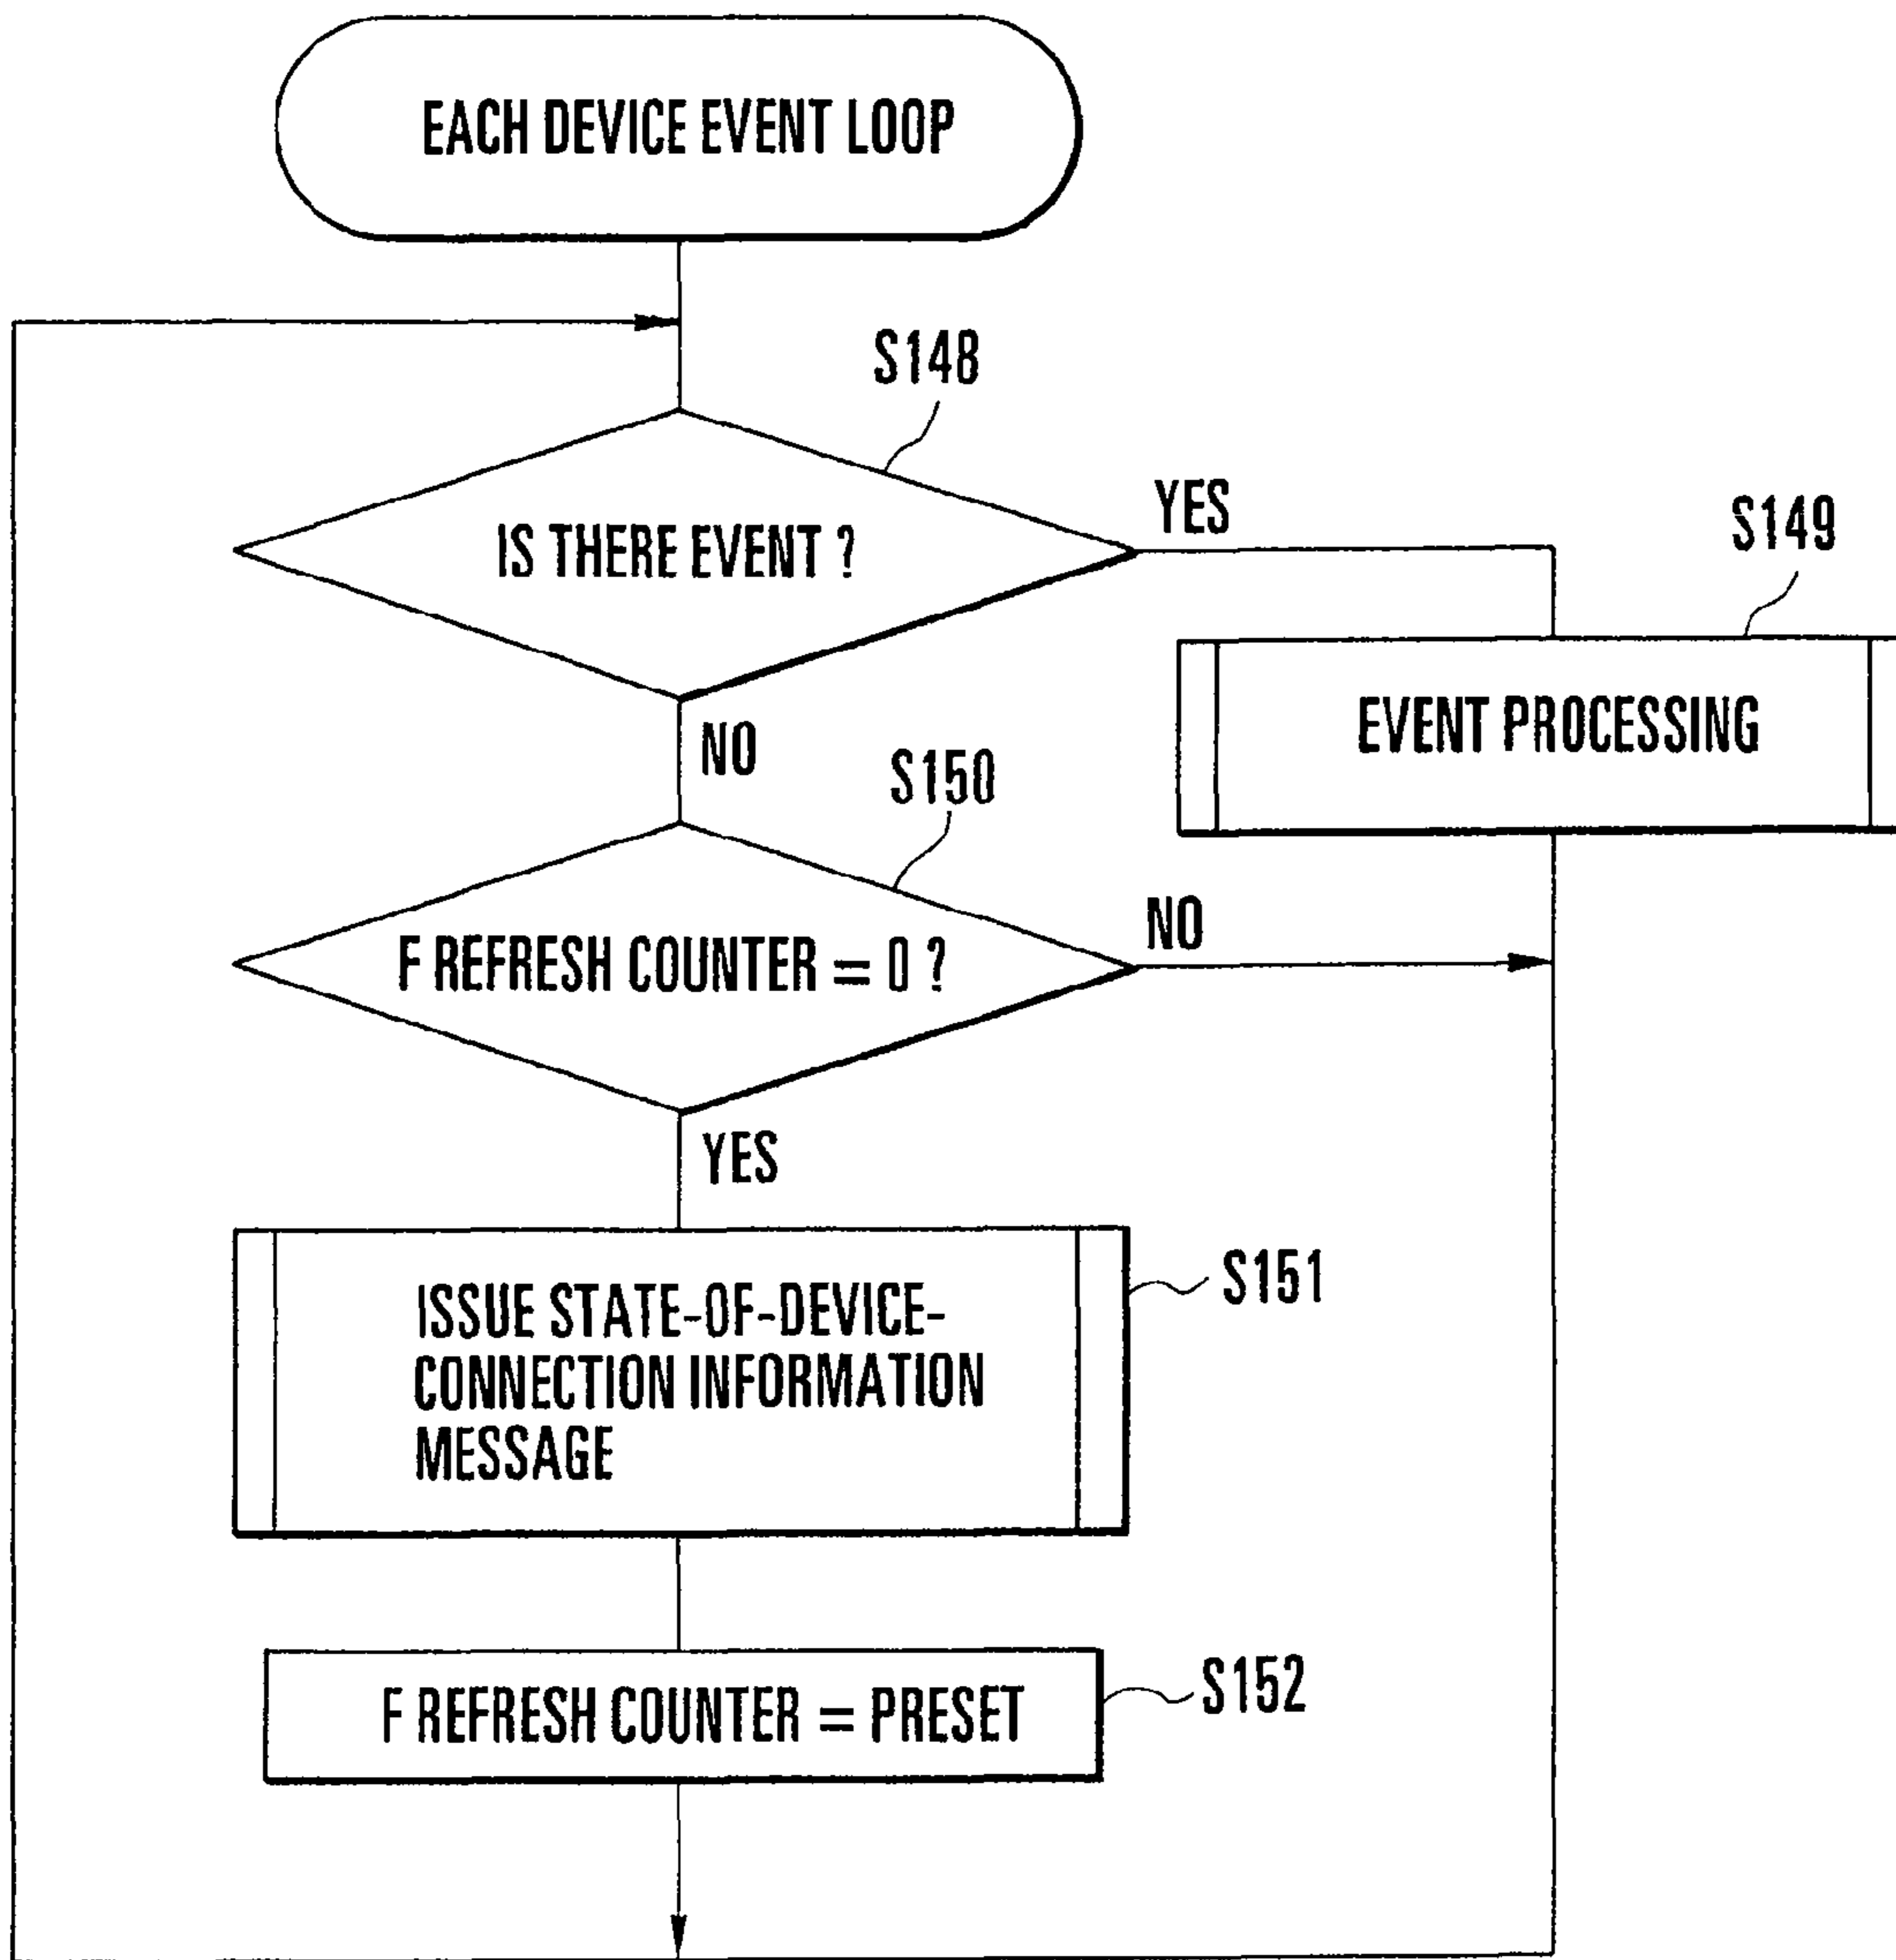 EACH DEVICE EVENT LOOP
S148
IS THERE EVENT ?
YES
S149
EVENT PROCESSING
NO
S150
F REFRESH COUNTER = 0 ?
NO
YES
ISSUE STATE-OF-DEVICE-
CONNECTION INFORMATION
MESSAGE
S151
F REFRESH COUNTER = PRESET
S152